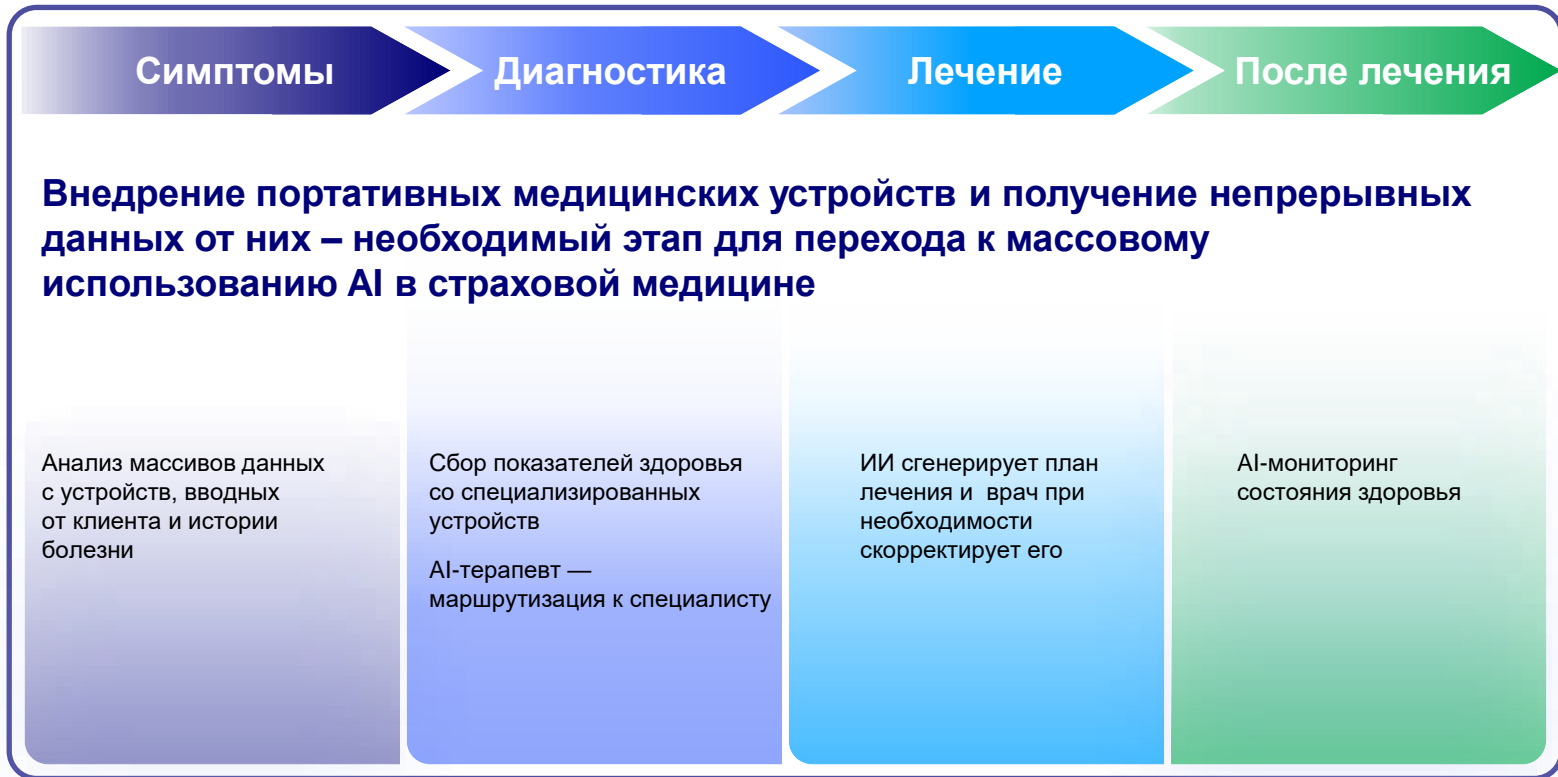 Симптомы
Диагностика
Лечение
После лечения
Внедрение портативных медицинских устройств и получение непрерывных
данных от них – необходимый этап для перехода к массовому
использованию AI в страховой медицине
Анализ массивов данных
с устройств, вводных
от клиента и истории
болезни
Сбор показателей здоровья
со специализированных
устройств
AI-терапевт —
маршрутизация к специалисту
ИИ сгенерирует план
лечения и  врач при
необходимости
скорректирует его
AI-мониторинг
состояния здоровья